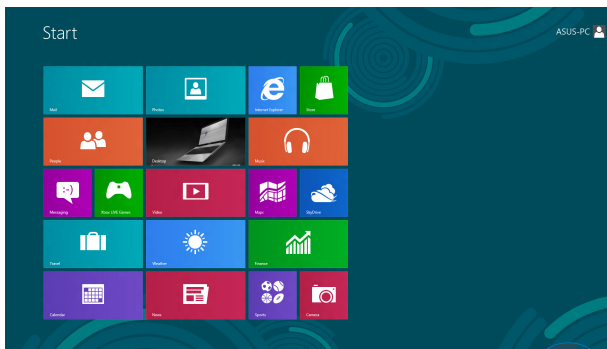 Start
ASUS-PC
Mail
Photos
Internet Explorer
Store
People
Desktop
Music
Messaging
Xbox LIVE Games
Video
Maps
SkyDrive
Travel
Weather
Finance
Calendar
News
Sports
Camera